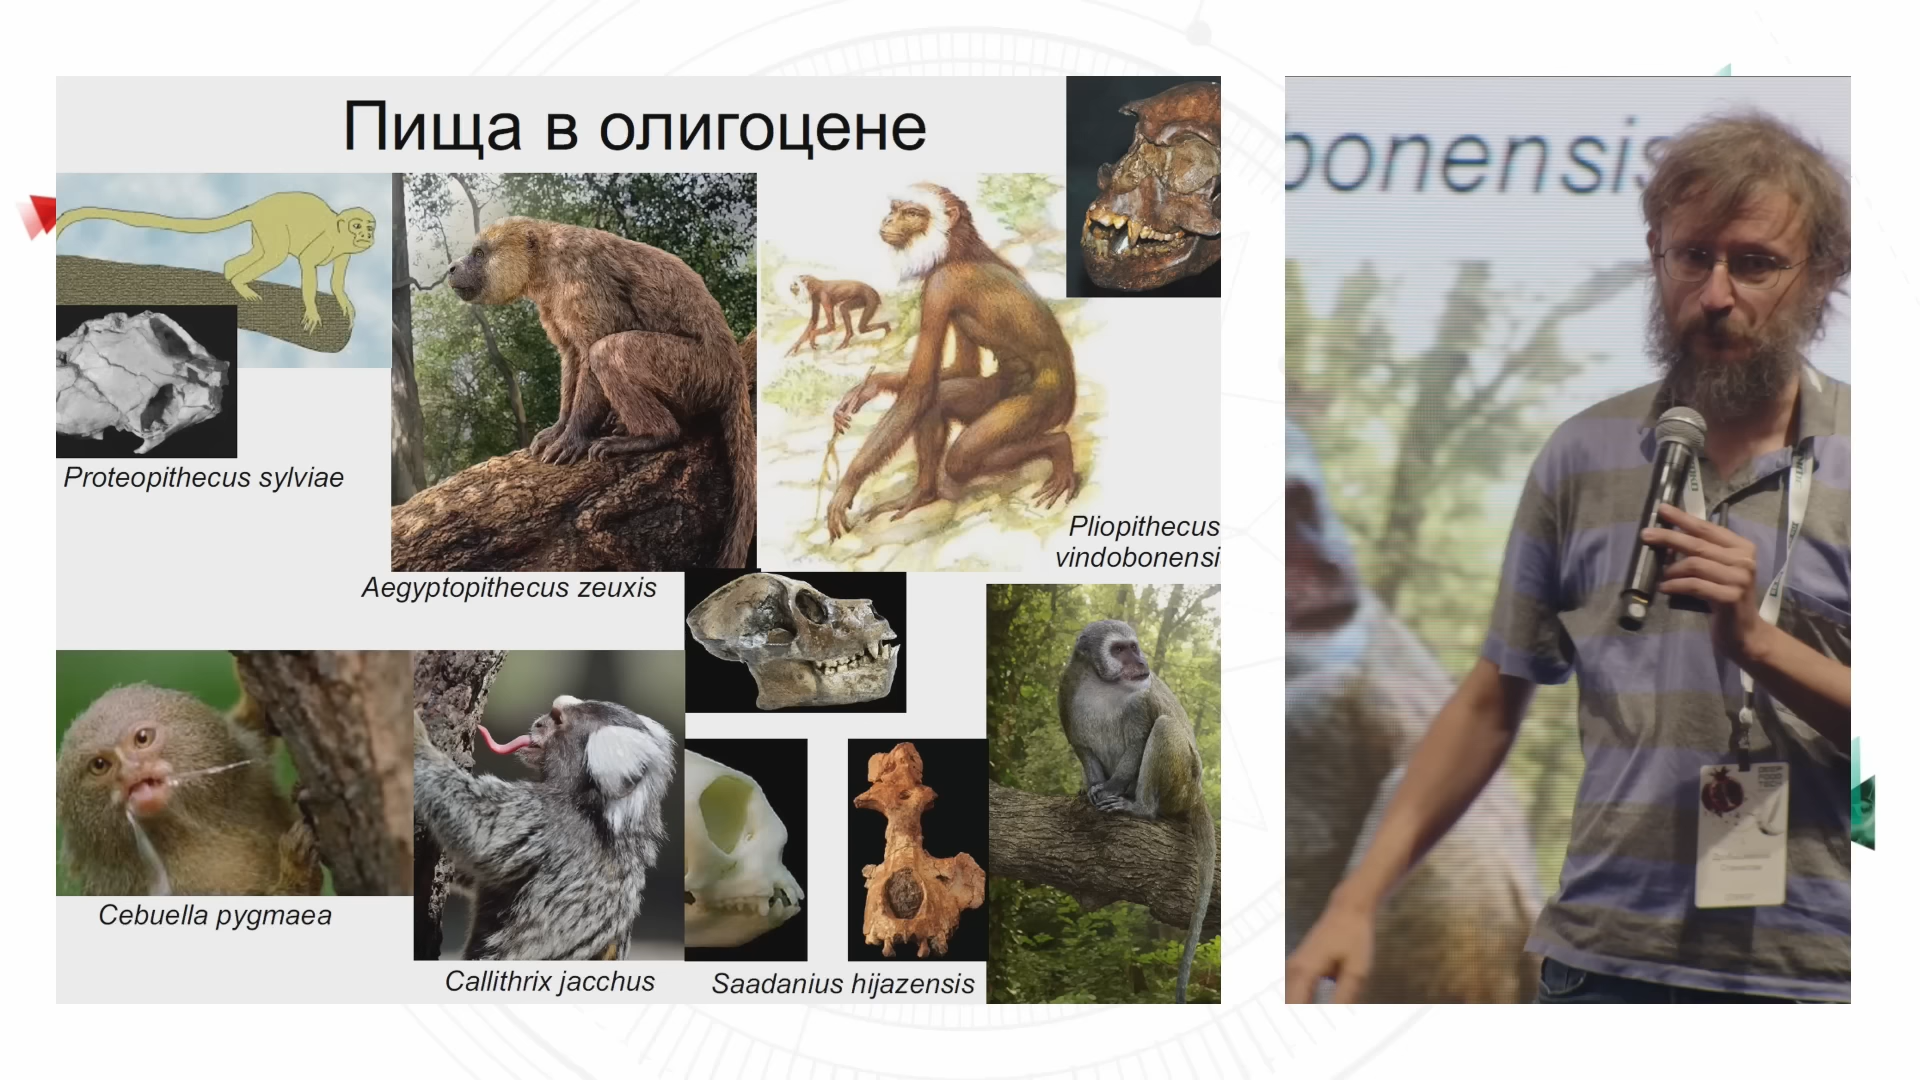 Пища в олигоцене
bonensis
Proteopithecus sylviae
Pliopithecus
vindobonensi
Aegyptopithecus zeuxis
Cebuella pygmaea
Callithrix jacchus
Saadanius hijazensis